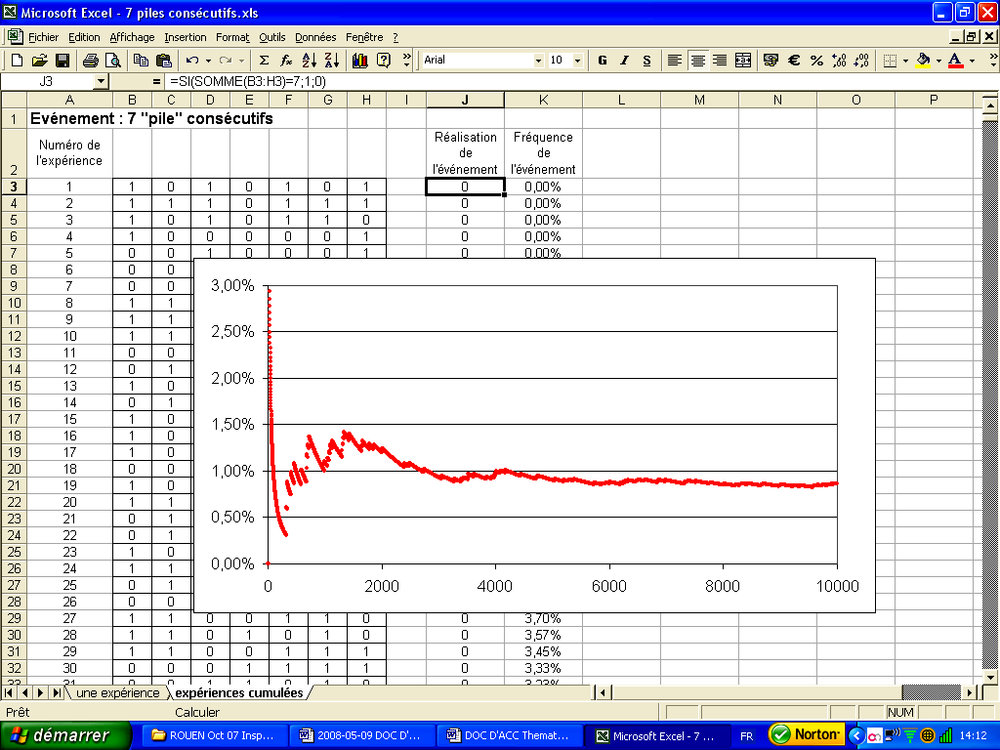 Microsoft Excel - 7 piles consécutifs.xls
Fichier Edition Affichage Insertion Format Outils Données Fenêtre ?
Arial 10 G I S € % 000
J3 = =SI(SOMME(B3:H3)=7;1;0)
A B C D E F G H I J K L M N O P
1 Evénement : 7 "pile" consécutifs
2 Numéro de l'expérience Réalisation de l'événement Fréquence de l'événement
3 1 1 0 1 0 1 0 1 0 0,00%
4 2 1 1 1 0 1 1 1 0 0,00%
5 3 1 0 1 0 1 1 0 0 0,00%
6 4 1 0 0 0 0 0 1 0 0,00%
7 5 0 0 1 0 0 0 1 0 0,00%
8 6 0 0
9 7 0 0
10 8 1 1
11 9 1 1
12 10 1 1
13 11 0 0
14 12 0 1
15 13 1 0
16 14 0 1
17 15 1 0
18 16 1 0
19 17 1 0
20 18 0 0
21 19 1 0
22 20 1 1
23 21 0 1
24 22 0 1
25 23 1 0
26 24 1 1
27 25 0 1
28 26 0 0
3,00%
2,50%
2,00%
1,50%
1,00%
0,50%
0,00%
0 2000 4000 6000 8000 10000
29 27 1 1 0 0 1 1 0 0 3,70%
30 28 1 1 0 1 0 1 0 0 3,57%
31 29 1 1 0 0 1 1 1 0 3,45%
32 30 0 0 0 1 1 1 1 0 3,33%
une expérience expériences cumulées
Prêt Calculer NUM
démarrer ROUEN Oct 07 Insp... 2008-05-09 DOC D'... DOC D'ACC Themat... Microsoft Excel - 7 ... FR Norton 14:12